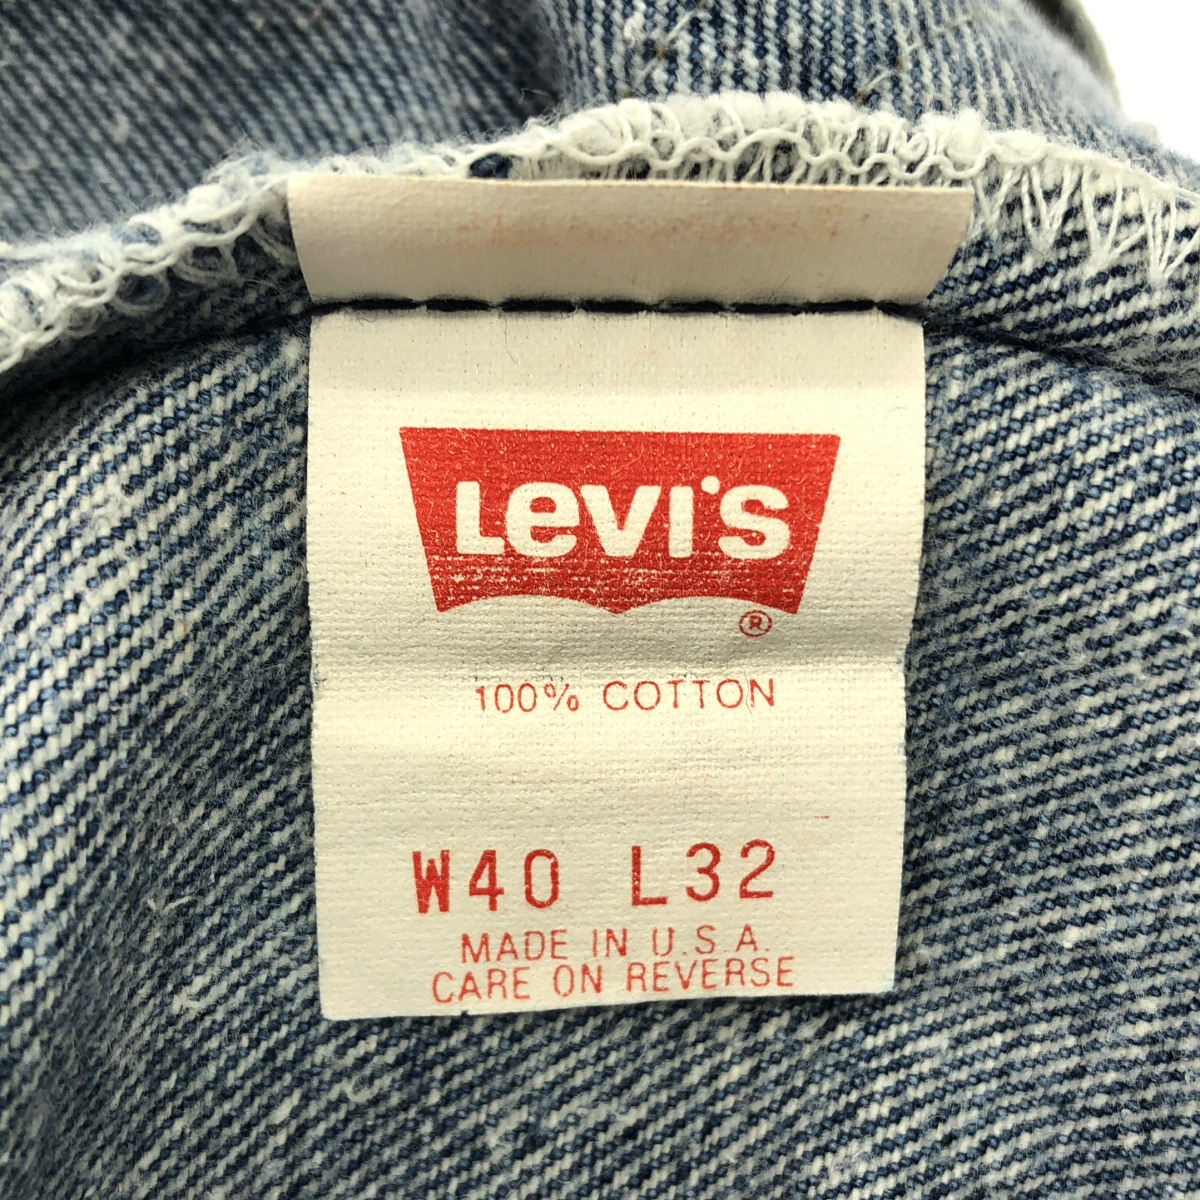 Levi's
®
100% COTTON
W40 L32
MADE IN U.S A.
CARE ON REVERSE